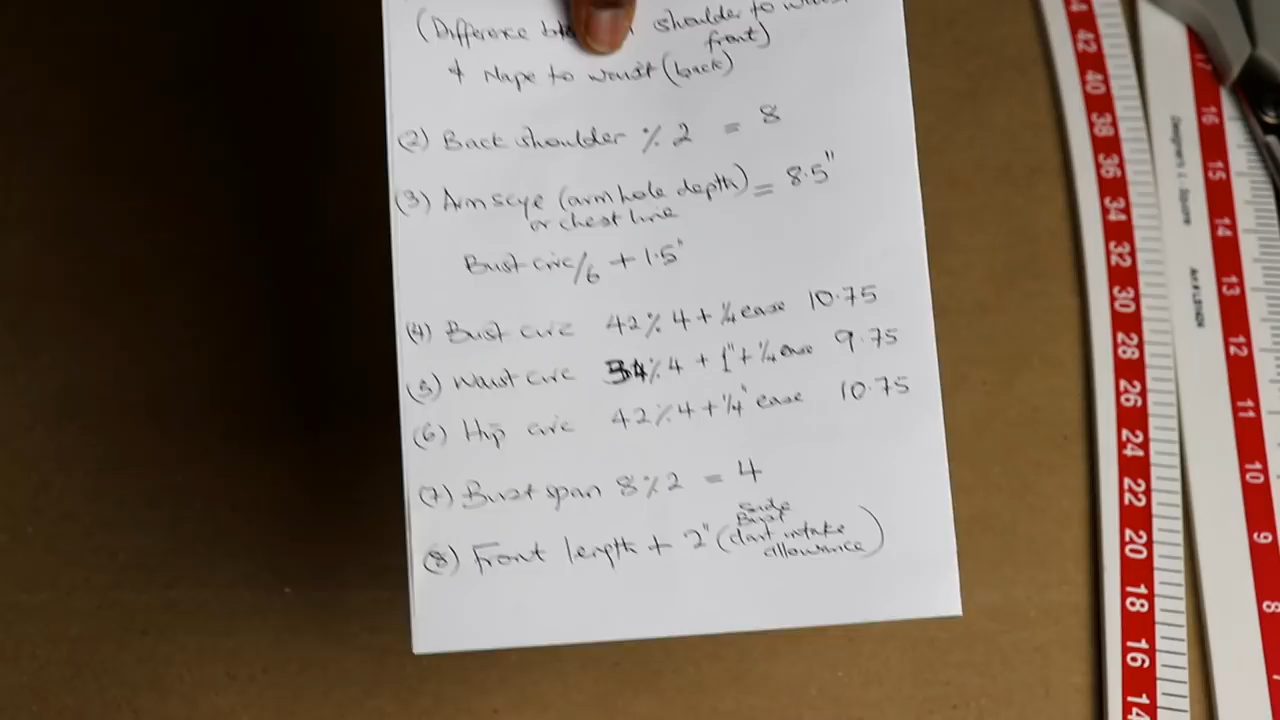 (Difference shoulder to waist
front)
+ Nape to waist (back)
(2) Back shoulder % 2 = 8
(3) Armscye (armhole depth) = 8.5"
or chest line
Bust circ/6 + 1.5"
(4) Bust circ 42 % 4 + ¼ ease 10.75
(5) Waist circ 34 % 4 + 1" + ¼ ease 9.75
(6) Hip circ 42 % 4 + ¼" ease 10.75
(7) Bust span 8 % 2 = 4
(8) Front length + 2" (side bust dart intake
allowance)
44 42 40 38 36 34 32 30 28 26 24 22 20 18 16 14
17 16 15 14 13 12 11 10 9 8